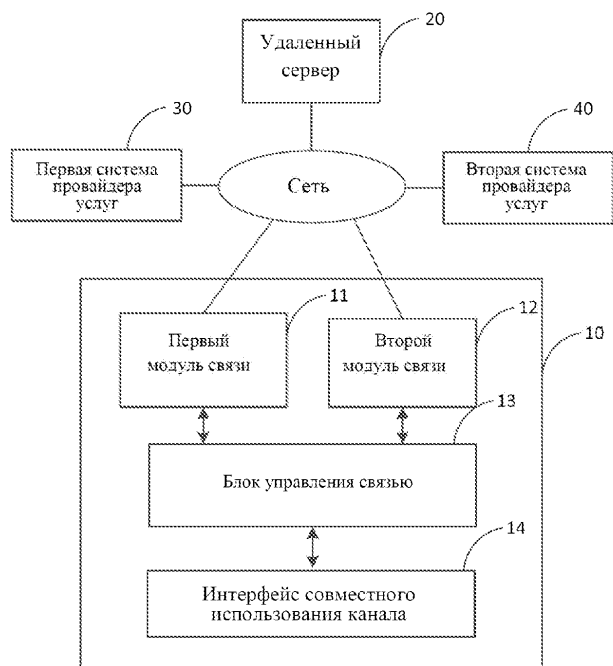 20
Удаленный
сервер
30
40
Первая система
провайдера
услуг
Сеть
Вторая система
провайдера
услуг
11
12
10
Первый
модуль связи
Второй
модуль связи
13
Блок управления связью
14
Интерфейс совместного
использования канала